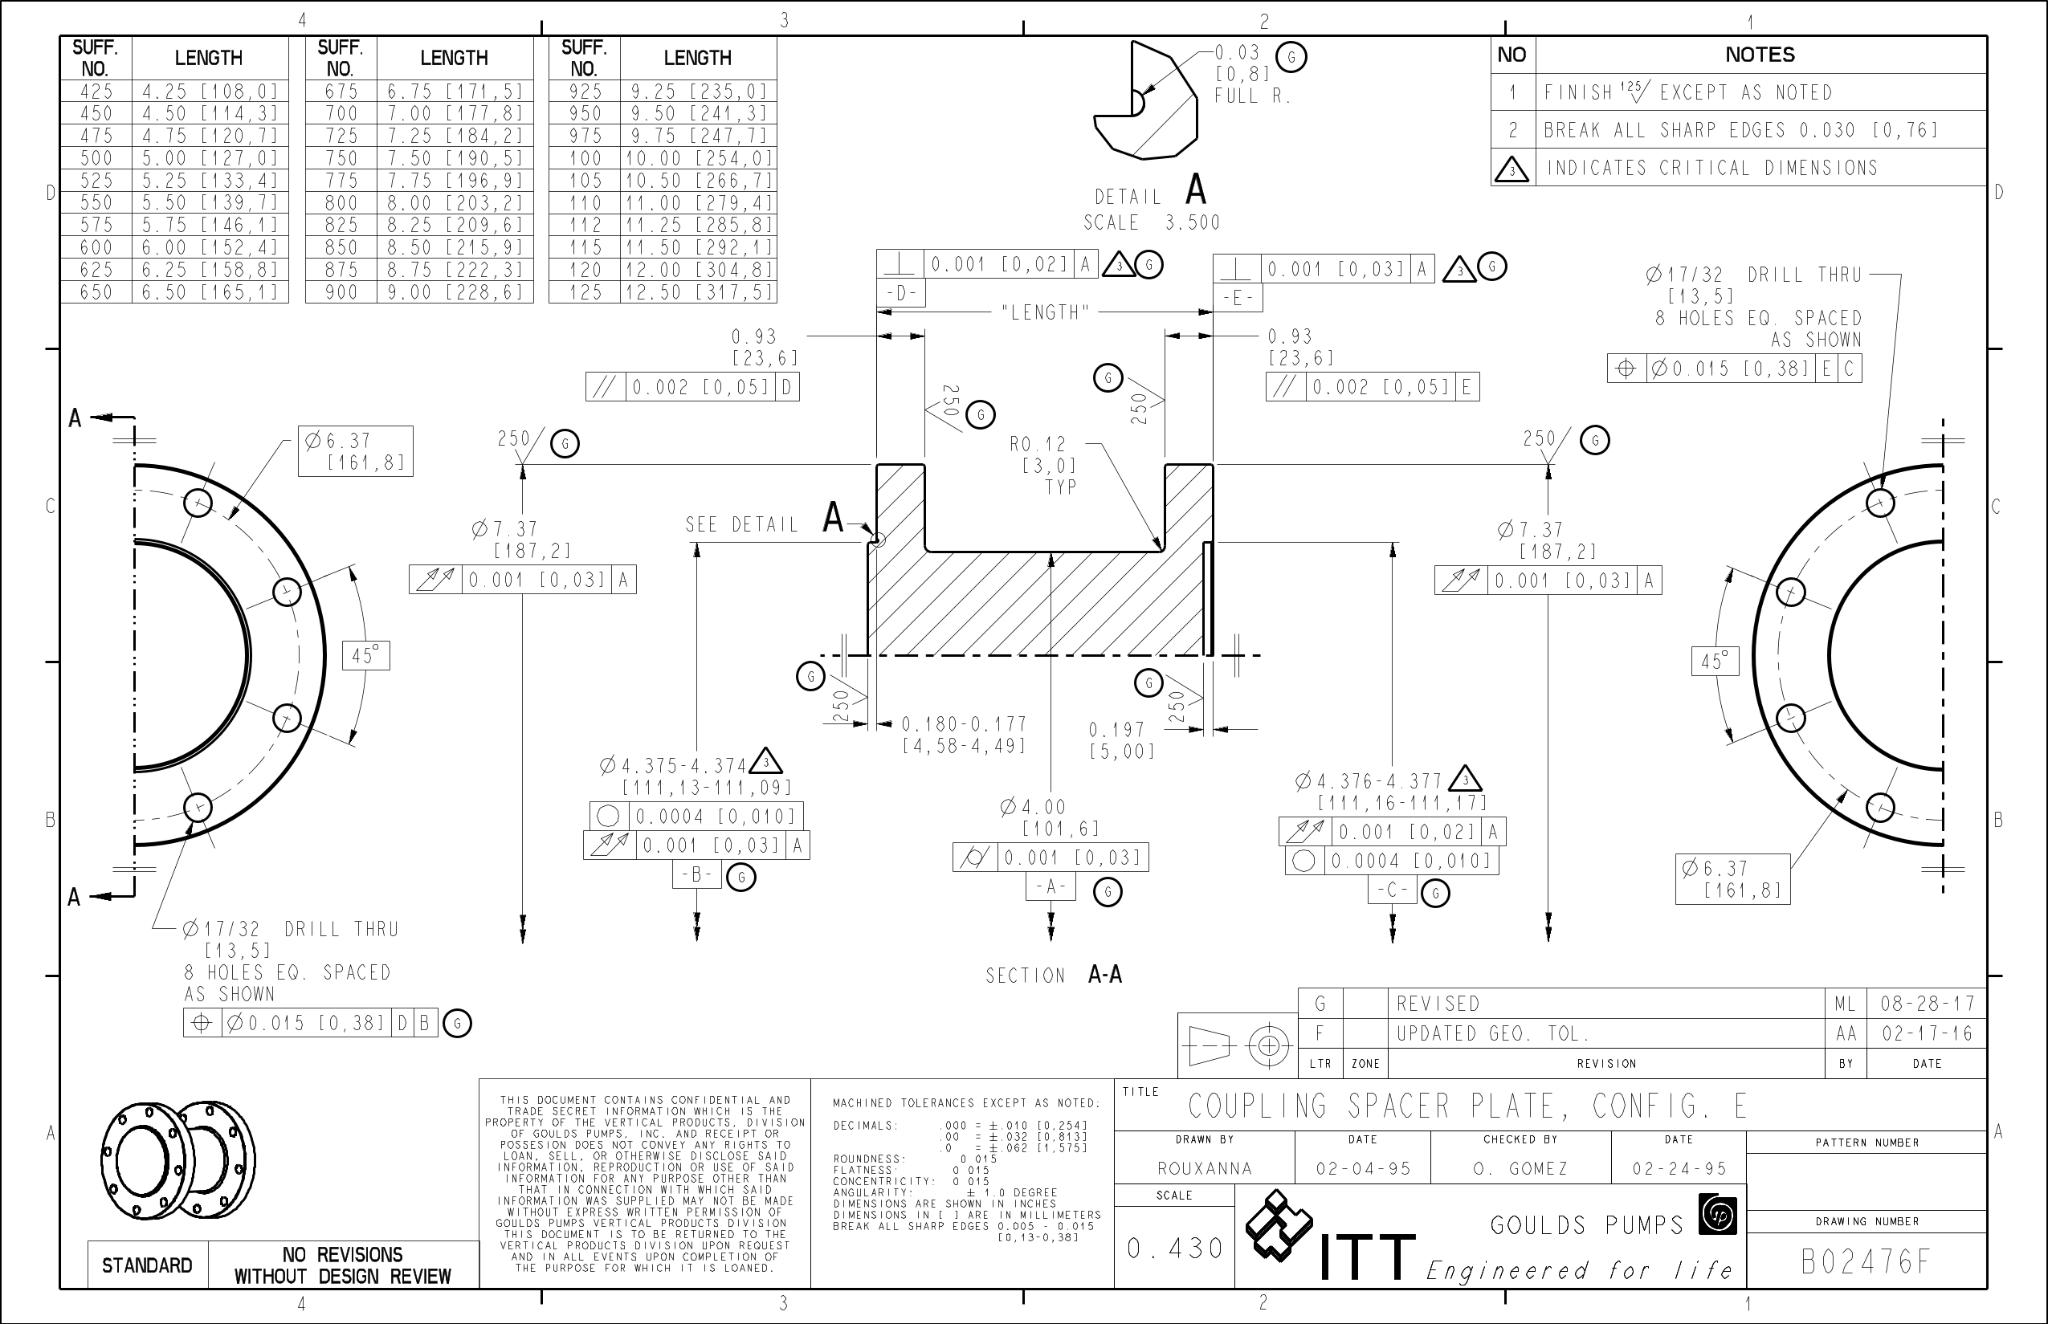 4 3 2 1
SUFF. NO. LENGTH
425 4.25 [108,0]
450 4.50 [114,3]
475 4.75 [120,7]
500 5.00 [127,0]
525 5.25 [133,4]
550 5.50 [139,7]
575 5.75 [146,1]
600 6.00 [152,4]
625 6.25 [158,8]
650 6.50 [165,1]
SUFF. NO. LENGTH
675 6.75 [171,5]
700 7.00 [177,8]
725 7.25 [184,2]
750 7.50 [190,5]
775 7.75 [196,9]
800 8.00 [203,2]
825 8.25 [209,6]
850 8.50 [215,9]
875 8.75 [222,3]
900 9.00 [228,6]
SUFF. NO. LENGTH
925 9.25 [235,0]
950 9.50 [241,3]
975 9.75 [247,7]
100 10.00 [254,0]
105 10.50 [266,7]
110 11.00 [279,4]
112 11.25 [285,8]
115 11.50 [292,1]
120 12.00 [304,8]
125 12.50 [317,5]
0.03 G
[0,8]
FULL R.
DETAIL A
SCALE 3.500
NO NOTES
1 FINISH 125 EXCEPT AS NOTED
2 BREAK ALL SHARP EDGES 0.030 [0,76]
3 INDICATES CRITICAL DIMENSIONS
D D
⊥ 0.001 [0,02] A 3 G
-D-
⊥ 0.001 [0,03] A 3 G
-E-
"LENGTH"
0.93
[23,6]
// 0.002 [0,05] D
0.93
[23,6]
// 0.002 [0,05] E
250 G
G 250
R0.12
[3,0]
TYP
Ø17/32 DRILL THRU
[13,5]
8 HOLES EQ. SPACED
AS SHOWN
⌖ Ø0.015 [0,38] E C
A
Ø6.37
[161,8]
250 G
250 G
C C
SEE DETAIL A
Ø7.37
[187,2]
0.001 [0,03] A
Ø7.37
[187,2]
0.001 [0,03] A
45°
45°
G 250
G 250
0.180-0.177
[4,58-4,49]
0.197
[5,00]
Ø4.375-4.374 3
[111,13-111,09]
○ 0.0004 [0,010]
0.001 [0,03] A
-B- G
Ø4.00
[101,6]
⌭ 0.001 [0,03]
-A- G
Ø4.376-4.377 3
[111,16-111,17]
0.001 [0,02] A
○ 0.0004 [0,010]
-C- G
B B
Ø6.37
[161,8]
A
Ø17/32 DRILL THRU
[13,5]
8 HOLES EQ. SPACED
AS SHOWN
⌖ Ø0.015 [0,38] D B G
SECTION A-A
G REVISED ML 08-28-17
F UPDATED GEO. TOL. AA 02-17-16
LTR ZONE REVISION BY DATE
A A
STANDARD
NO REVISIONS
WITHOUT DESIGN REVIEW
THIS DOCUMENT CONTAINS CONFIDENTIAL AND
TRADE SECRET INFORMATION WHICH IS THE
PROPERTY OF THE VERTICAL PRODUCTS, DIVISION
OF GOULDS PUMPS, INC. AND RECEIPT OR
POSSESSION DOES NOT CONVEY ANY RIGHTS TO
LOAN, SELL, OR OTHERWISE DISCLOSE SAID
INFORMATION, REPRODUCTION OR USE OF SAID
INFORMATION FOR ANY PURPOSE OTHER THAN
THAT IN CONNECTION WITH WHICH SAID
INFORMATION WAS SUPPLIED MAY NOT BE MADE
WITHOUT EXPRESS WRITTEN PERMISSION OF
GOULDS PUMPS VERTICAL PRODUCTS DIVISION
THIS DOCUMENT IS TO BE RETURNED TO THE
VERTICAL PRODUCTS DIVISION UPON REQUEST
AND IN ALL EVENTS UPON COMPLETION OF
THE PURPOSE FOR WHICH IT IS LOANED.
MACHINED TOLERANCES EXCEPT AS NOTED:
DECIMALS: .000 = ±.010 [0,254]
.00 = ±.032 [0,813]
.0 = ±.062 [1,575]
ROUNDNESS: 0 015
FLATNESS: 0 015
CONCENTRICITY: 0 015
ANGULARITY: ± 1.0 DEGREE
DIMENSIONS ARE SHOWN IN INCHES
DIMENSIONS IN [ ] ARE IN MILLIMETERS
BREAK ALL SHARP EDGES 0.005 - 0.015
[0,13-0,38]
TITLE
COUPLING SPACER PLATE, CONFIG. E
DRAWN BY DATE CHECKED BY DATE
ROUXANNA 02-04-95 O. GOMEZ 02-24-95
PATTERN NUMBER
SCALE
0.430
ITT
GOULDS PUMPS
Engineered for life
DRAWING NUMBER
B02476F
4 3 2 1